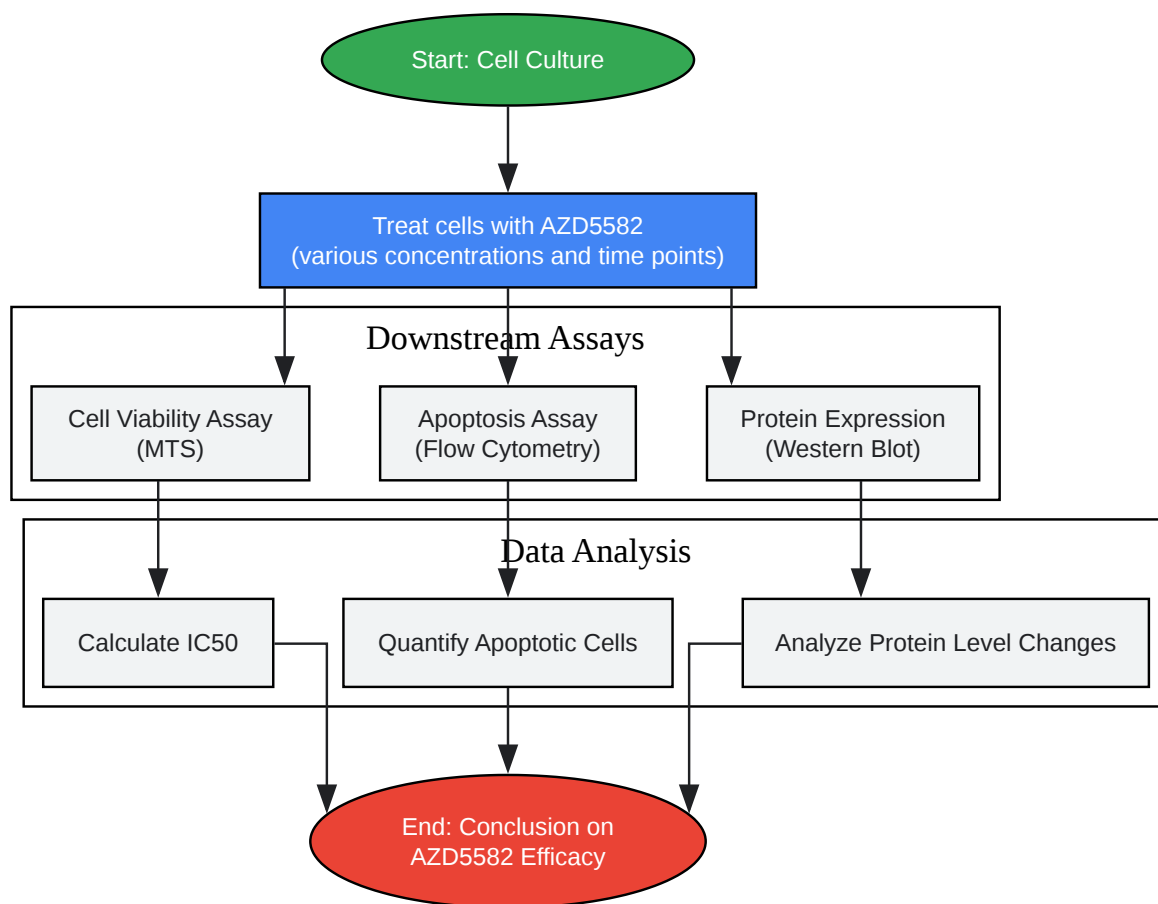 Start: Cell Culture
Treat cells with AZD5582
(various concentrations and time points)
Downstream Assays
Cell Viability Assay
(MTS)
Apoptosis Assay
(Flow Cytometry)
Protein Expression
(Western Blot)
Data Analysis
Calculate IC50
Quantify Apoptotic Cells
Analyze Protein Level Changes
End: Conclusion on
AZD5582 Efficacy